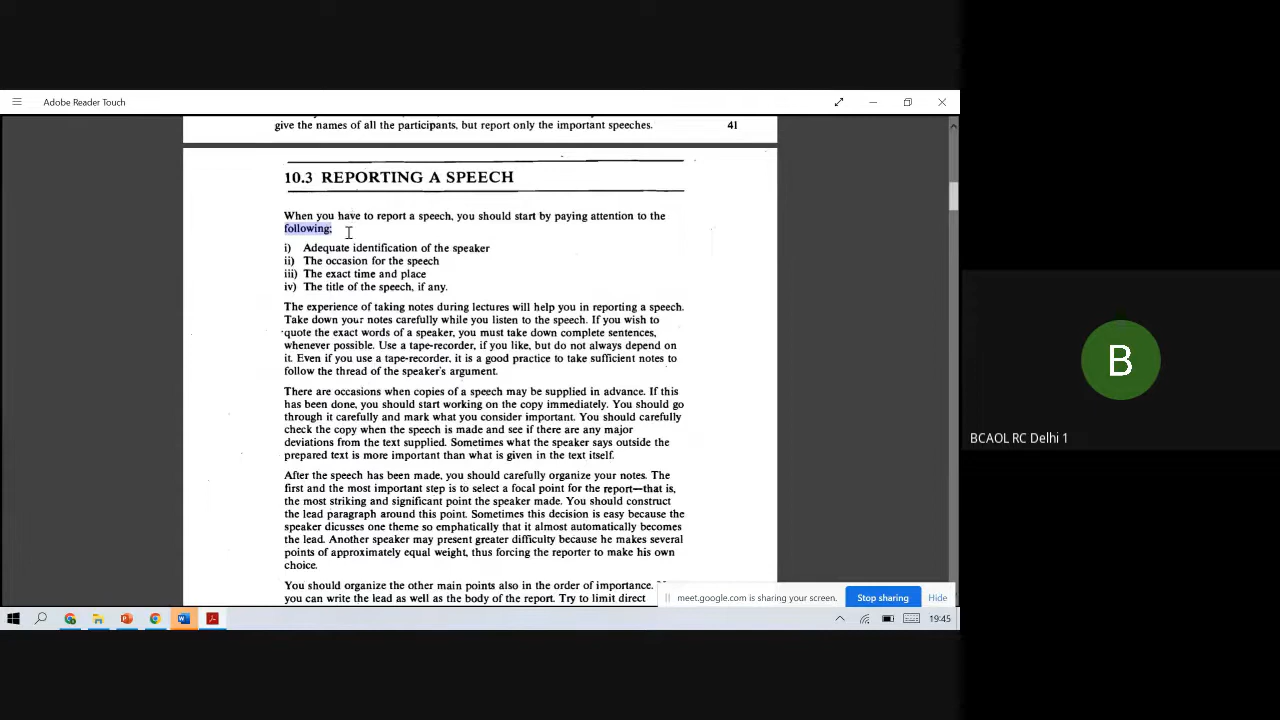 Adobe Reader Touch
give the names of all the participants, but report only the important speeches.
41
10.3 REPORTING A SPEECH
When you have to report a speech, you should start by paying attention to the
following;
i) Adequate identification of the speaker
ii) The occasion for the speech
iii) The exact time and place
iv) The title of the speech, if any.
The experience of taking notes during lectures will help you in reporting a speech.
Take down your notes carefully while you listen to the speech. If you wish to
quote the exact words of a speaker, you must take down complete sentences,
whenever possible. Use a tape-recorder, if you like, but do not always depend on
it. Even if you use a tape-recorder, it is a good practice to take sufficient notes to
follow the thread of the speaker's argument.
There are occasions when copies of a speech may be supplied in advance. If this
has been done, you should start working on the copy immediately. You should go
through it carefully and mark what you consider important. You should carefully
check the copy when the speech is made and see if there are any major
deviations from the text supplied. Sometimes what the speaker says outside the
prepared text is more important than what is given in the text itself.
After the speech has been made, you should carefully organize your notes. The
first and the most important step is to select a focal point for the report—that is,
the most striking and significant point the speaker made. You should construct
the lead paragraph around this point. Sometimes this decision is easy because the
speaker dicusses one theme so emphatically that it almost automatically becomes
the lead. Another speaker may present greater difficulty because he makes several
points of approximately equal weight, thus forcing the reporter to make his own
choice.
You should organize the other main points also in the order of importance.
you can write the lead as well as the body of the report. Try to limit direct
meet.google.com is sharing your screen.
Stop sharing
Hide
19:45
B
BCAOL RC Delhi 1